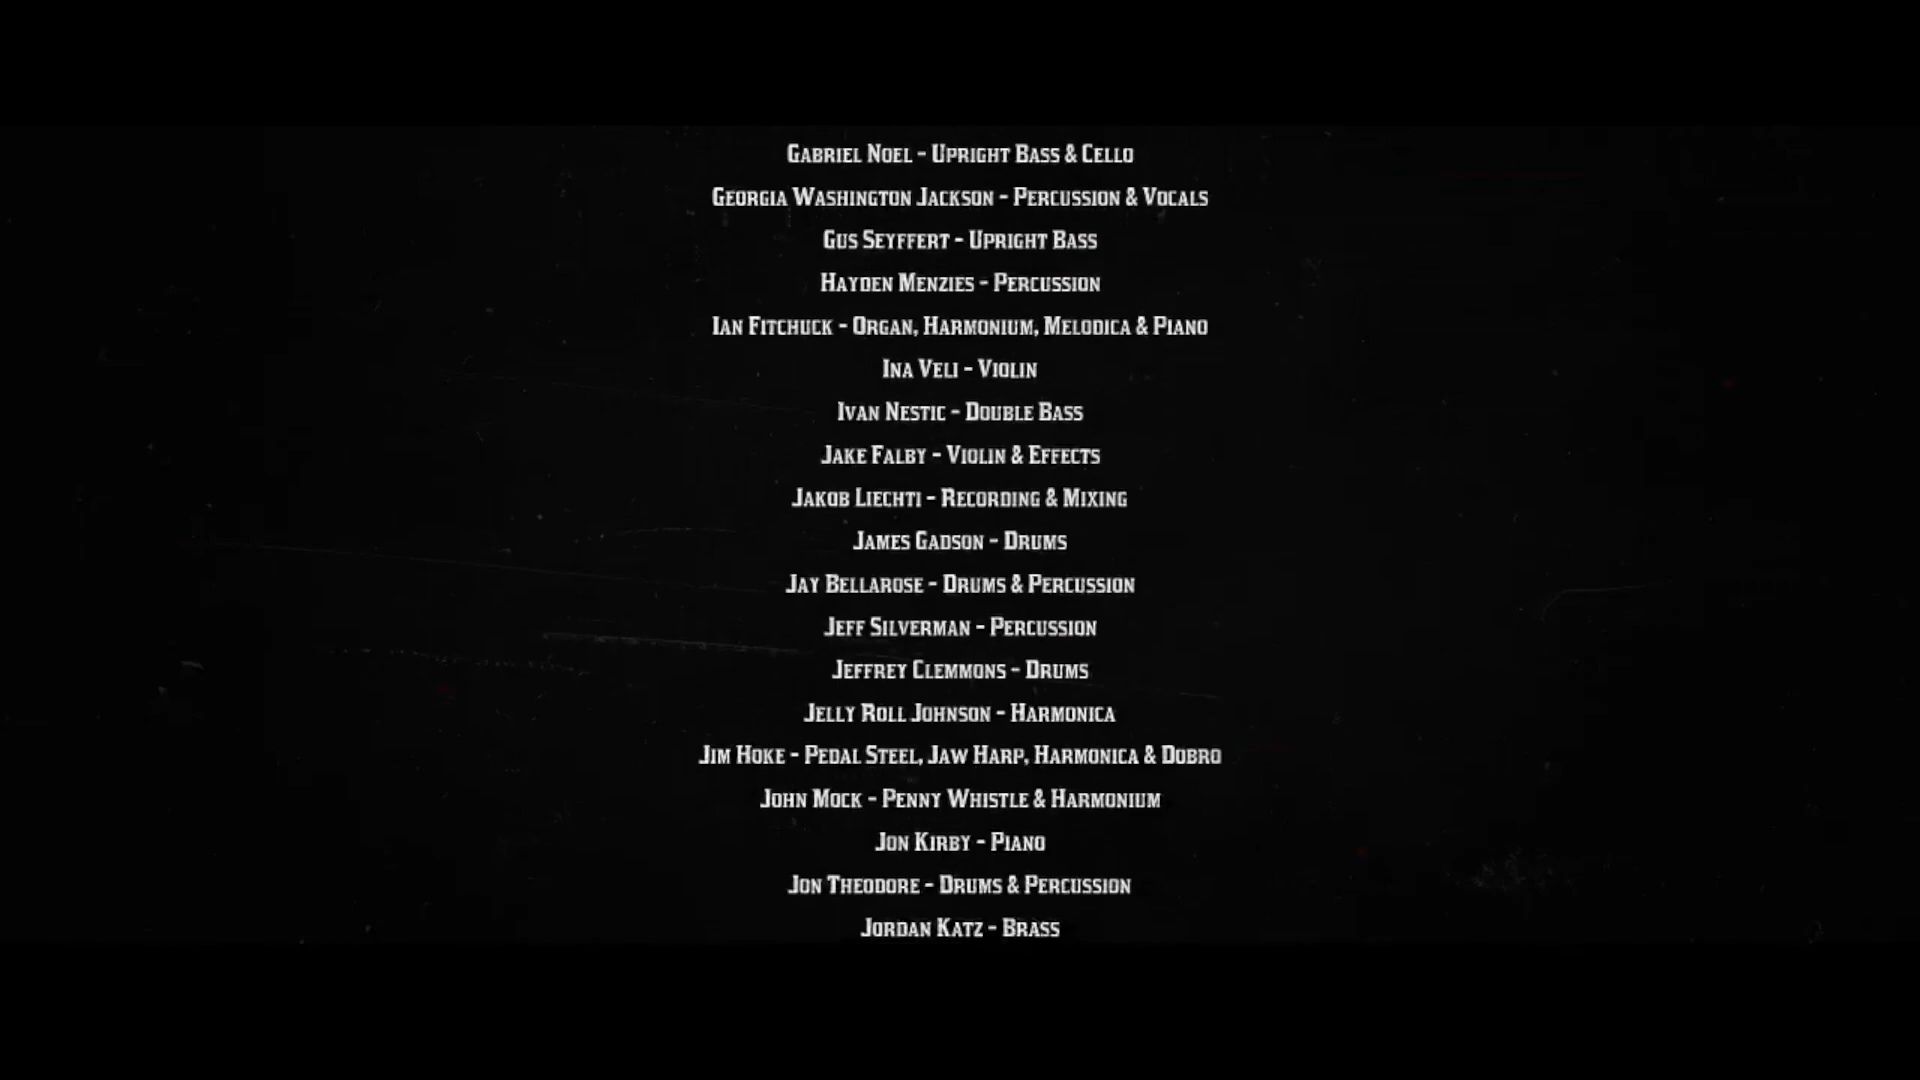 Gabriel Noel - Upright Bass & Cello
Georgia Washington Jackson - Percussion & Vocals
Gus Seyffert - Upright Bass
Hayden Menzies - Percussion
Ian Fitchuck - Organ, Harmonium, Melodica & Piano
Ina Veli - Violin
Ivan Nestic - Double Bass
Jake Falby - Violin & Effects
Jakob Liechti - Recording & Mixing
James Gadson - Drums
Jay Bellarose - Drums & Percussion
Jeff Silverman - Percussion
Jeffrey Clemmons - Drums
Jelly Roll Johnson - Harmonica
Jim Hoke - Pedal Steel, Jaw Harp, Harmonica & Dobro
John Mock - Penny Whistle & Harmonium
Jon Kirby - Piano
Jon Theodore - Drums & Percussion
Jordan Katz - Brass